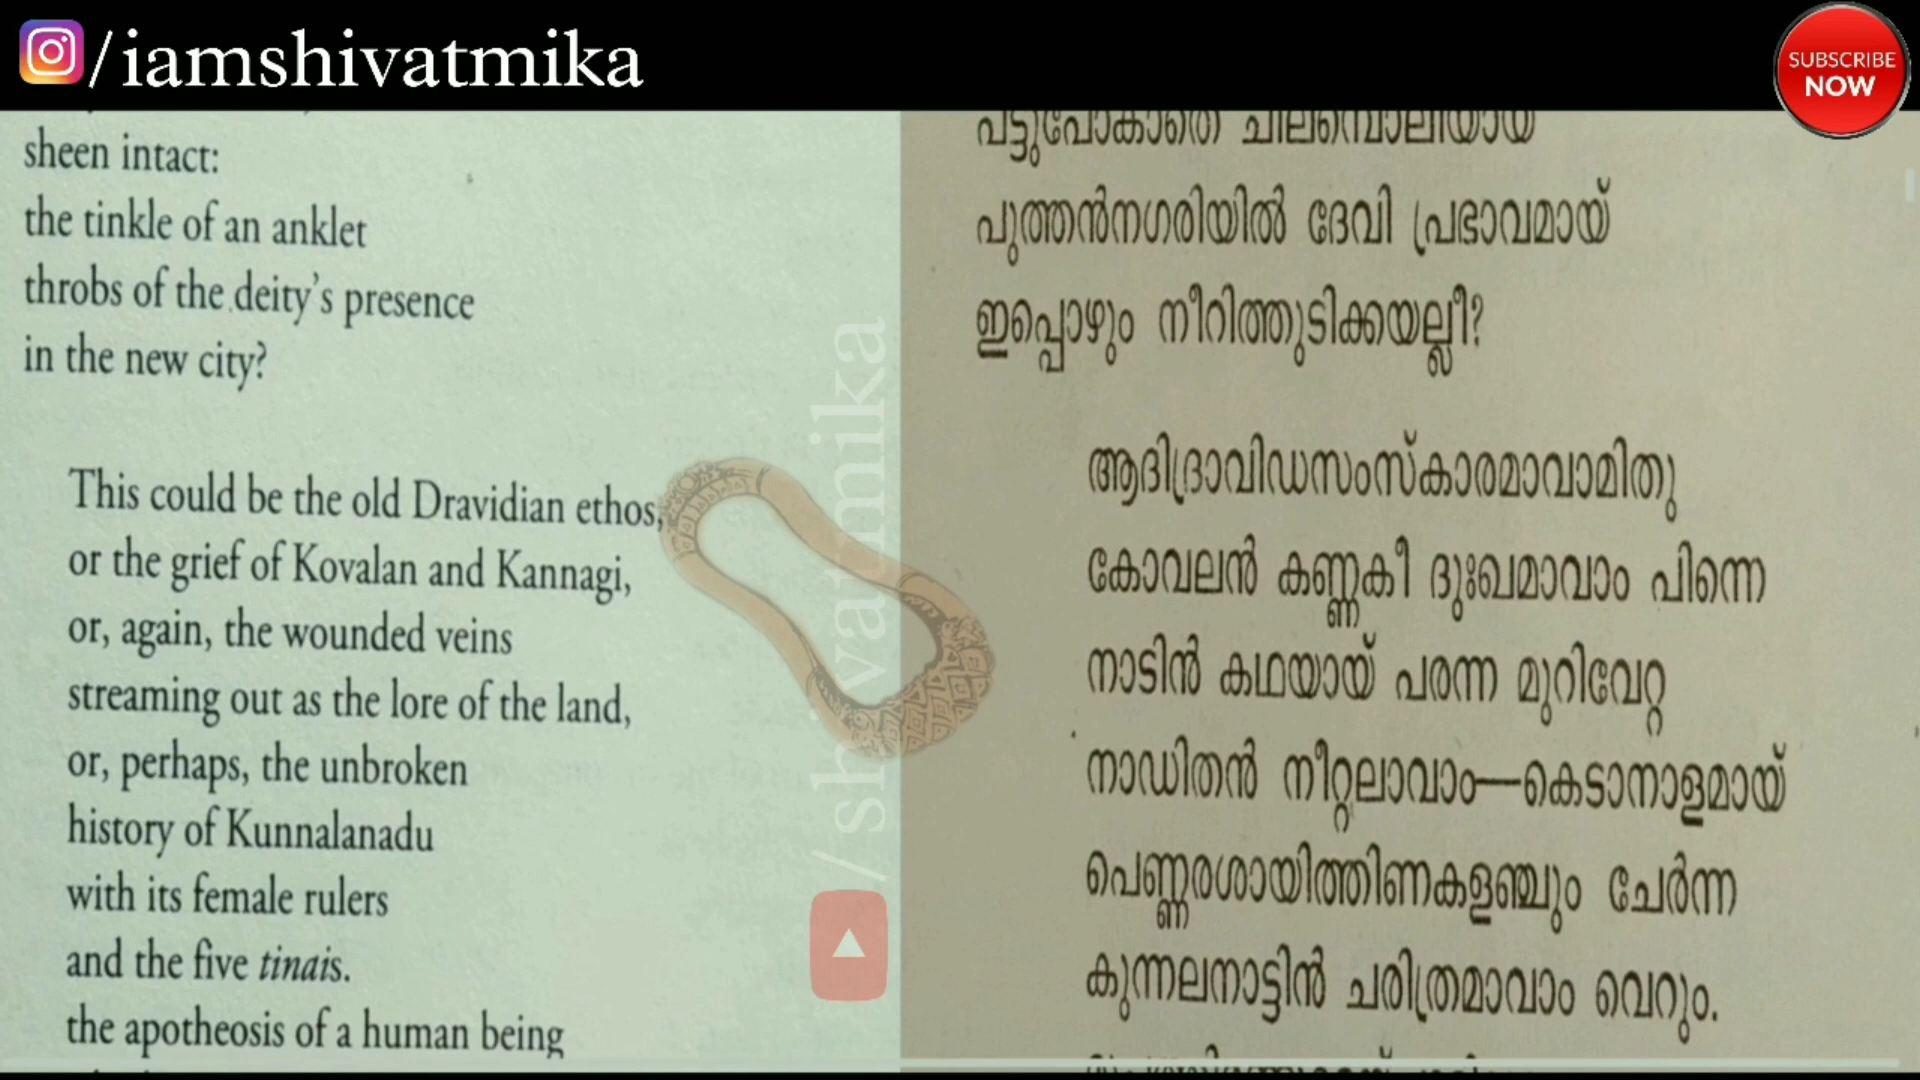 /iamshivatmika
SUBSCRIBE
NOW
sheen intact:
the tinkle of an anklet
throbs of the deity's presence
in the new city?
This could be the old Dravidian ethos,
or the grief of Kovalan and Kannagi,
or, again, the wounded veins
streaming out as the lore of the land,
or, perhaps, the unbroken
history of Kunnalanadu
with its female rulers
and the five tinais.
the apotheosis of a human being
പട്ടുപോകാതെ ചിലമ്പൊലിയായ
പുത്തൻനഗരിയിൽ ദേവി പ്രഭാവമായ്
ഇപ്പൊഴും നീറിത്തുടിക്കയല്ലീ?
ആദിദ്രാവിഡസംസ്കാരമാവാമിതു
കോവലൻ കണ്ണകീ ദുഃഖമാവാം പിന്നെ
നാടിൻ കഥയായ് പരന്ന മുറിവേറ്റ
നാഡിതൻ നീറ്റലാവാം—കെടാനാളമായ്
പെണ്ണരശായിത്തിണകളഞ്ചും ചേർന്ന
കുന്നലനാട്ടിൻ ചരിത്രമാവാം വെറും.
/shivatmika